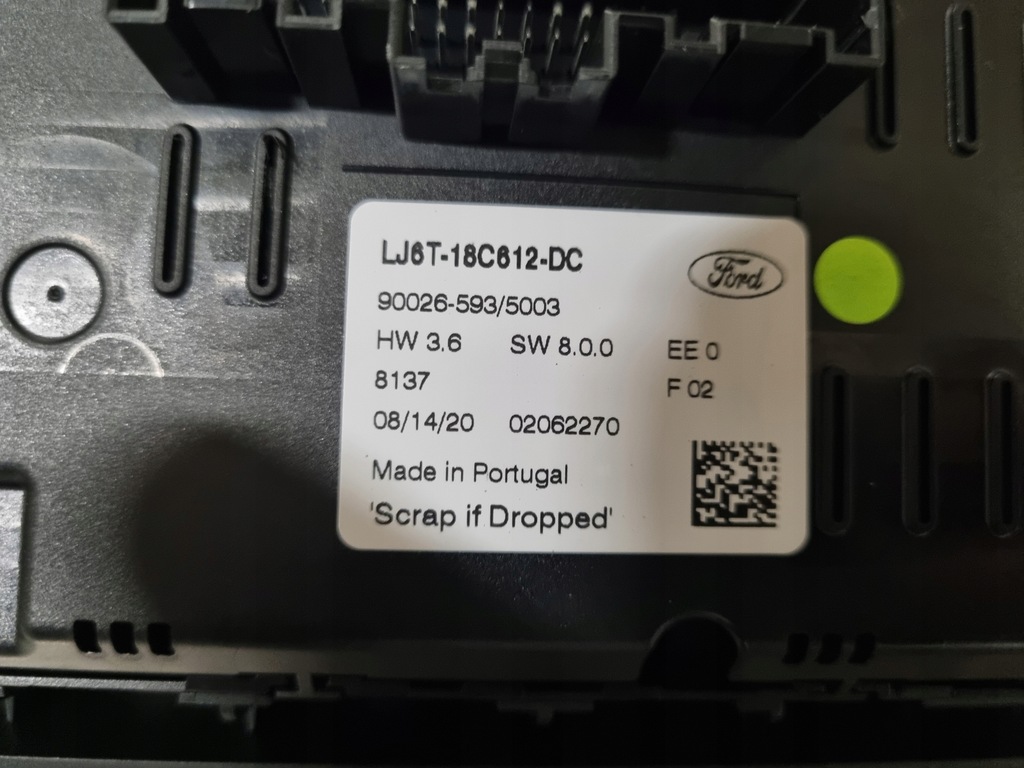 LJ6T-18C612-DC
Ford
90026-593/5003
HW 3.6 SW 8.0.0 EE 0
8137 F 02
08/14/20 02062270
Made in Portugal
'Scrap if Dropped'